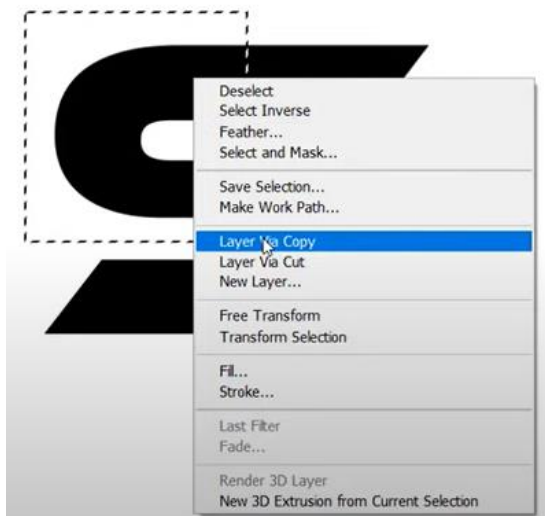 Deselect
Select Inverse
Feather...
Select and Mask...
Save Selection...
Make Work Path...
Layer Via Copy
Layer Via Cut
New Layer...
Free Transform
Transform Selection
Fill...
Stroke...
Last Filter
Fade...
Render 3D Layer
New 3D Extrusion from Current Selection